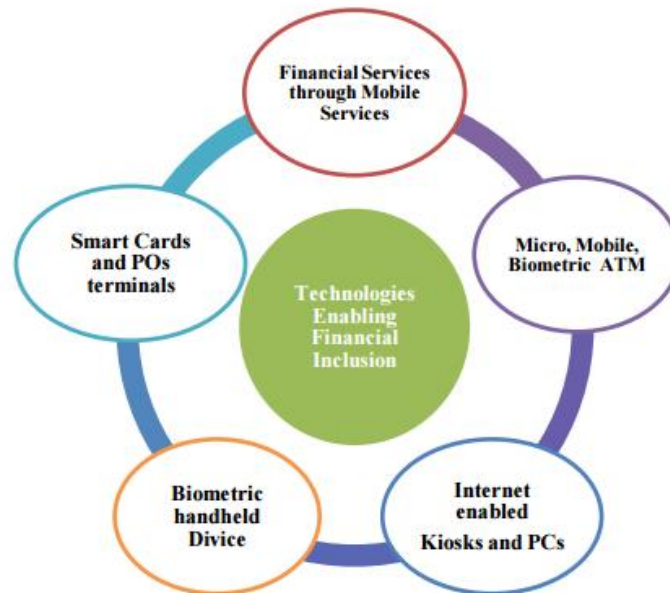 Financial Services
through Mobile
Services
Smart Cards
and POs
terminals
Micro, Mobile,
Biometric ATM
Technologies
Enabling
Financial
Inclusion
Biometric
handheld
Divice
Internet
enabled
Kiosks and PCs